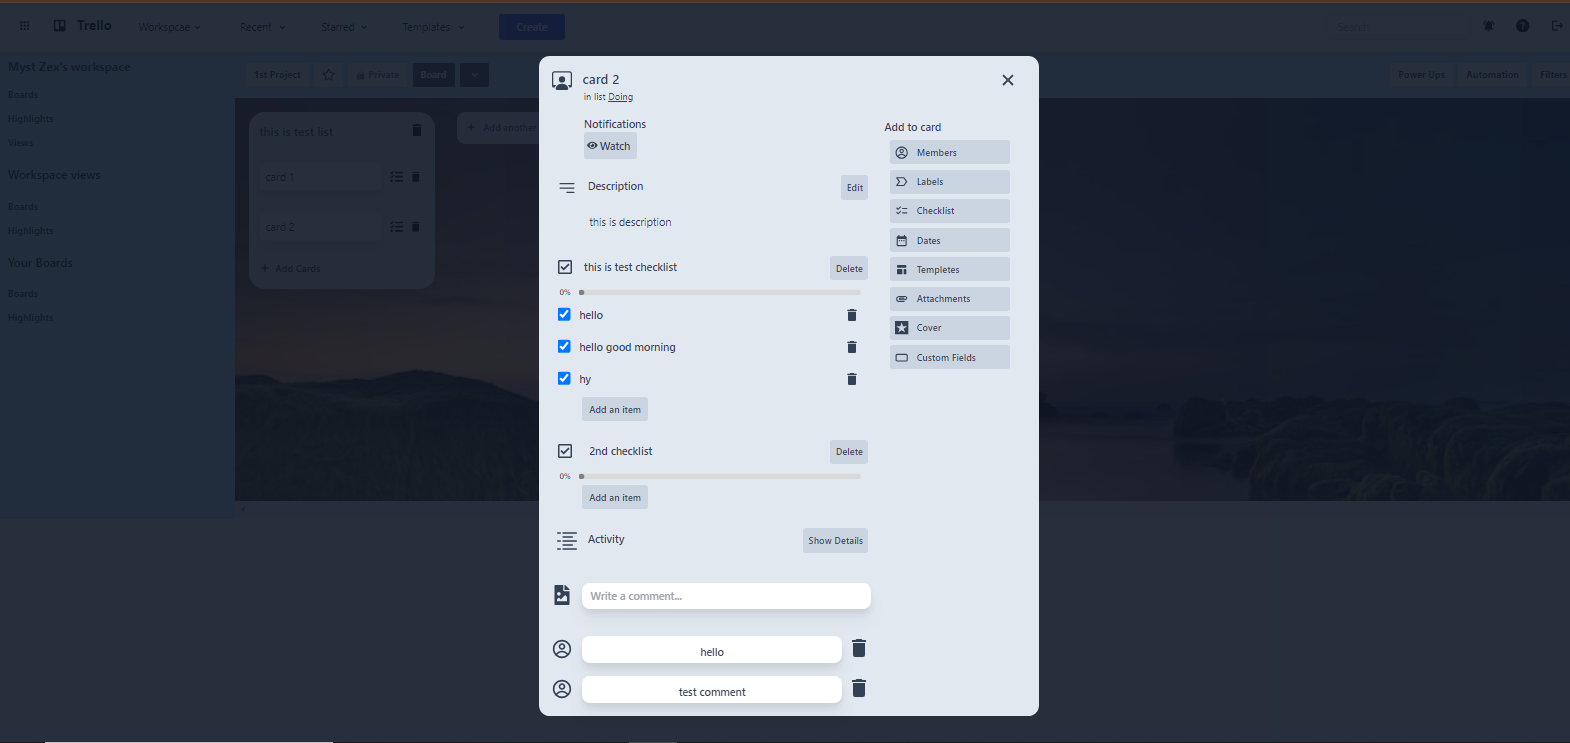 Trello
Workspcae
Recent
Starred
Templates
Create
Search
Myst Zex's workspace
Boards
Highlights
Views
Workspace views
Boards
Highlights
Your Boards
Boards
Highlights
1st Project
Private
Board
Power Ups
Automation
Filters
this is test list
card 1
card 2
Add Cards
Add another
card 2
in list Doing
Notifications
Watch
Description
Edit
this is description
this is test checklist
Delete
0%
hello
hello good morning
hy
Add an item
2nd checklist
Delete
0%
Add an item
Activity
Show Details
Write a comment...
hello
test comment
Add to card
Members
Labels
Checklist
Dates
Templetes
Attachments
Cover
Custom Fields